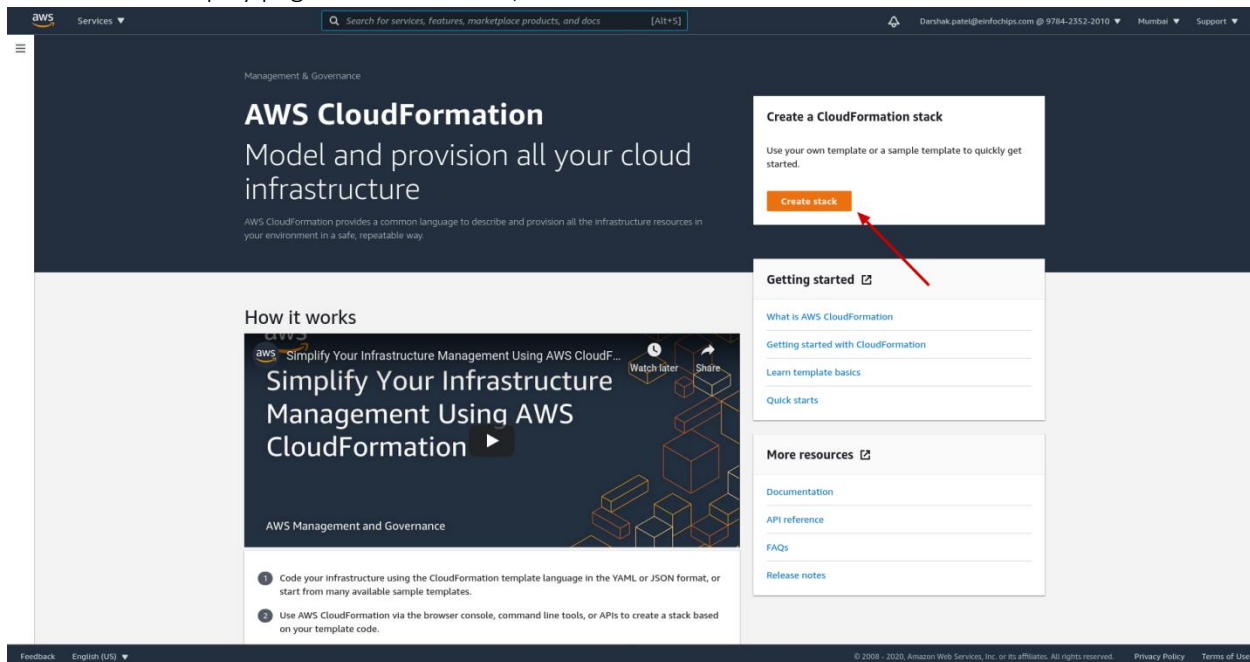 aws
Services ▼
Search for services, features, marketplace products, and docs [Alt+S]
Darshak.patel@einfochips.com @ 9784-2352-2010 ▼
Mumbai ▼
Support ▼
Management & Governance
AWS CloudFormation
Model and provision all your cloud
infrastructure
AWS CloudFormation provides a common language to describe and provision all the infrastructure resources in
your environment in a safe, repeatable way.
Create a CloudFormation stack
Use your own template or a sample template to quickly get
started.
Create stack
Getting started
What is AWS CloudFormation
Getting started with CloudFormation
Learn template basics
Quick starts
More resources
Documentation
API reference
FAQs
Release notes
How it works
aws
aws
Simplify Your Infrastructure Management Using AWS CloudF...
Watch later
Share
Simplify Your Infrastructure
Management Using AWS
CloudFormation
AWS Management and Governance
1 Code your infrastructure using the CloudFormation template language in the YAML or JSON format, or
start from many available sample templates.
2 Use AWS CloudFormation via the browser console, command line tools, or APIs to create a stack based
on your template code.
Feedback
English (US) ▼
© 2008 - 2020, Amazon Web Services, Inc. or its affiliates. All rights reserved.
Privacy Policy
Terms of Use